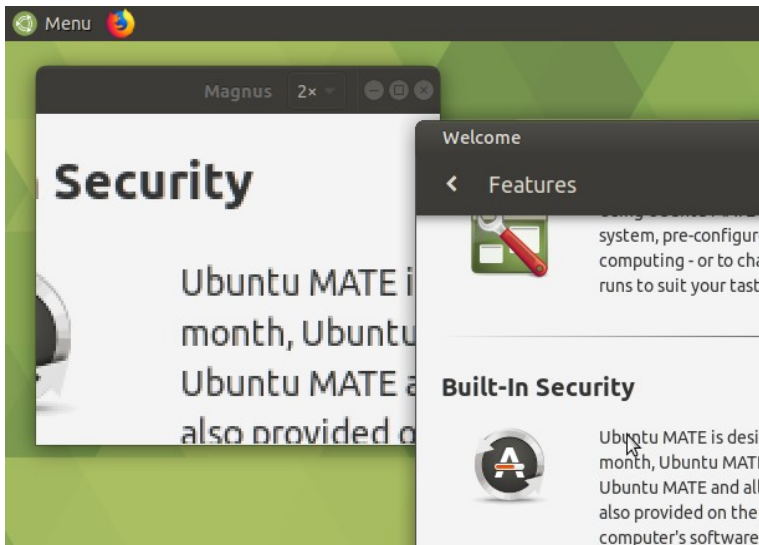 Menu
Magnus 2×
Security
Ubuntu MATE i
month, Ubuntu
Ubuntu MATE a
also provided o
Welcome
Features
system, pre-configur
computing - or to cha
runs to suit your tast
Built-In Security
Ubuntu MATE is desi
month, Ubuntu MAT
Ubuntu MATE and all
also provided on the
computer's software